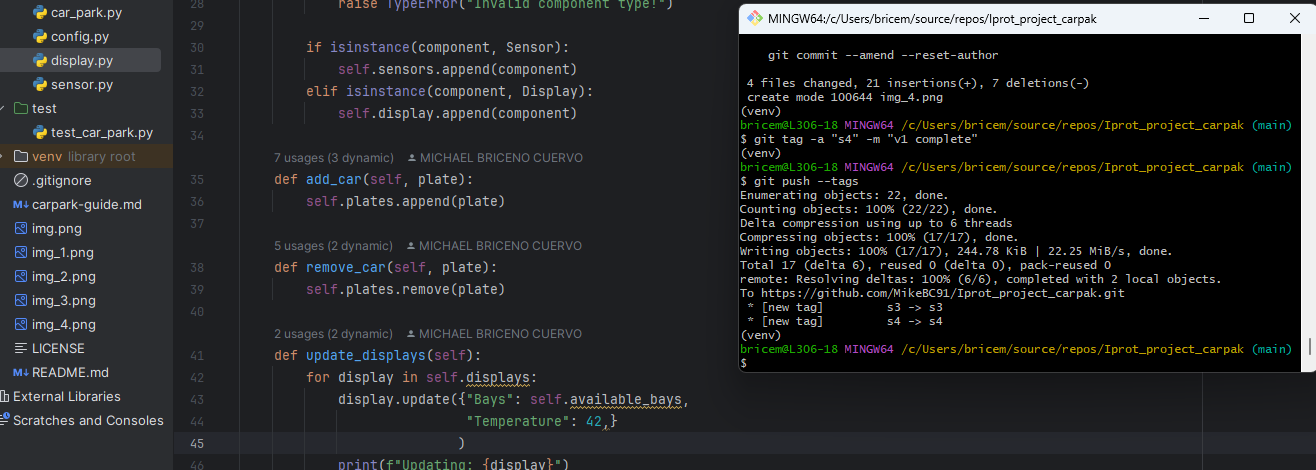 car_park.py
config.py
display.py
sensor.py
test
test_car_park.py
venv library root
.gitignore
carpark-guide.md
img.png
img_1.png
img_2.png
img_3.png
img_4.png
LICENSE
README.md
External Libraries
Scratches and Consoles
28 raise TypeError("Invalid component type!")
29
30 if isinstance(component, Sensor):
31 self.sensors.append(component)
32 elif isinstance(component, Display):
33 self.display.append(component)
34
7 usages (3 dynamic) MICHAEL BRICENO CUERVO
35 def add_car(self, plate):
36 self.plates.append(plate)
37
5 usages (2 dynamic) MICHAEL BRICENO CUERVO
38 def remove_car(self, plate):
39 self.plates.remove(plate)
40
2 usages (2 dynamic) MICHAEL BRICENO CUERVO
41 def update_displays(self):
42 for display in self.displays:
43 display.update({"Bays": self.available_bays,
44 "Temperature": 42,}
45 )
46 print(f"Updating: {display}")
MINGW64:/c/Users/bricem/source/repos/Iprot_project_carpak
git commit --amend --reset-author
4 files changed, 21 insertions(+), 7 deletions(-)
create mode 100644 img_4.png
(venv)
bricem@L306-18 MINGW64 /c/Users/bricem/source/repos/Iprot_project_carpak (main)
$ git tag -a "s4" -m "v1 complete"
(venv)
bricem@L306-18 MINGW64 /c/Users/bricem/source/repos/Iprot_project_carpak (main)
$ git push --tags
Enumerating objects: 22, done.
Counting objects: 100% (22/22), done.
Delta compression using up to 6 threads
Compressing objects: 100% (17/17), done.
Writing objects: 100% (17/17), 244.78 KiB | 22.25 MiB/s, done.
Total 17 (delta 6), reused 0 (delta 0), pack-reused 0
remote: Resolving deltas: 100% (6/6), completed with 2 local objects.
To https://github.com/MikeBC91/Iprot_project_carpak.git
* [new tag] s3 -> s3
* [new tag] s4 -> s4
(venv)
bricem@L306-18 MINGW64 /c/Users/bricem/source/repos/Iprot_project_carpak (main)
$